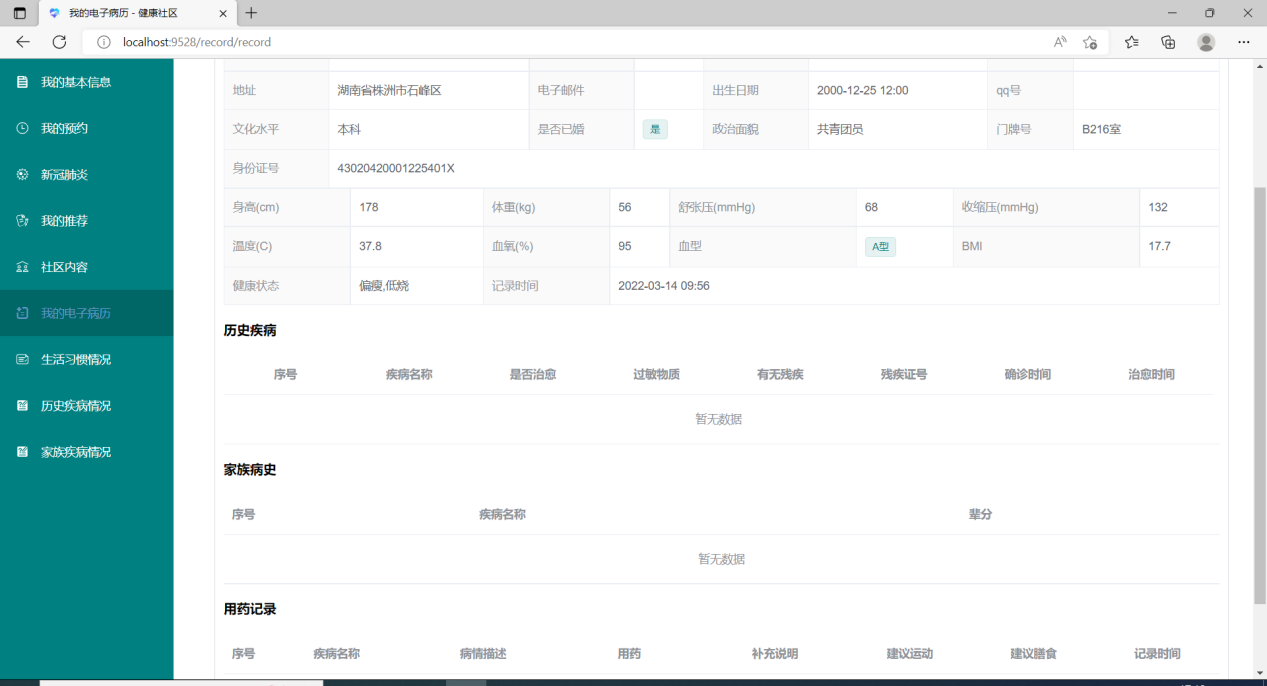 我的电子病历 - 健康社区
localhost:9528/record/record
我的基本信息
我的预约
新冠肺炎
我的推荐
社区内容
我的电子病历
生活习惯情况
历史疾病情况
家族疾病情况
地址 湖南省株洲市石峰区 电子邮件 出生日期 2000-12-25 12:00 qq号
文化水平 本科 是否已婚 是 政治面貌 共青团员 门牌号 B216室
身份证号 43020420001225401X
身高(cm) 178 体重(kg) 56 舒张压(mmHg) 68 收缩压(mmHg) 132
温度(C) 37.8 血氧(%) 95 血型 A型 BMI 17.7
健康状态 偏瘦,低烧 记录时间 2022-03-14 09:56
历史疾病
序号 疾病名称 是否治愈 过敏物质 有无残疾 残疾证号 确诊时间 治愈时间
暂无数据
家族病史
序号 疾病名称 辈分
暂无数据
用药记录
序号 疾病名称 病情描述 用药 补充说明 建议运动 建议膳食 记录时间